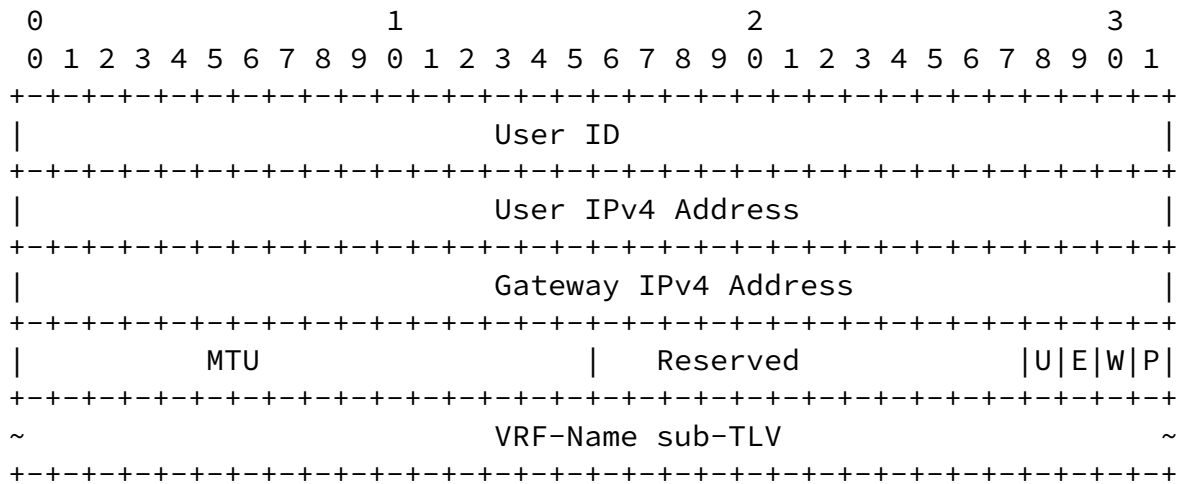 0                   1                   2                   3
 0 1 2 3 4 5 6 7 8 9 0 1 2 3 4 5 6 7 8 9 0 1 2 3 4 5 6 7 8 9 0 1
+-+-+-+-+-+-+-+-+-+-+-+-+-+-+-+-+-+-+-+-+-+-+-+-+-+-+-+-+-+-+-+-+
|                          User ID                              |
+-+-+-+-+-+-+-+-+-+-+-+-+-+-+-+-+-+-+-+-+-+-+-+-+-+-+-+-+-+-+-+-+
|                          User IPv4 Address                    |
+-+-+-+-+-+-+-+-+-+-+-+-+-+-+-+-+-+-+-+-+-+-+-+-+-+-+-+-+-+-+-+-+
|                          Gateway IPv4 Address                 |
+-+-+-+-+-+-+-+-+-+-+-+-+-+-+-+-+-+-+-+-+-+-+-+-+-+-+-+-+-+-+-+-+
|          MTU                  |   Reserved            |U|E|W|P|
+-+-+-+-+-+-+-+-+-+-+-+-+-+-+-+-+-+-+-+-+-+-+-+-+-+-+-+-+-+-+-+-+
~                          VRF-Name sub-TLV                     ~
+-+-+-+-+-+-+-+-+-+-+-+-+-+-+-+-+-+-+-+-+-+-+-+-+-+-+-+-+-+-+-+-+